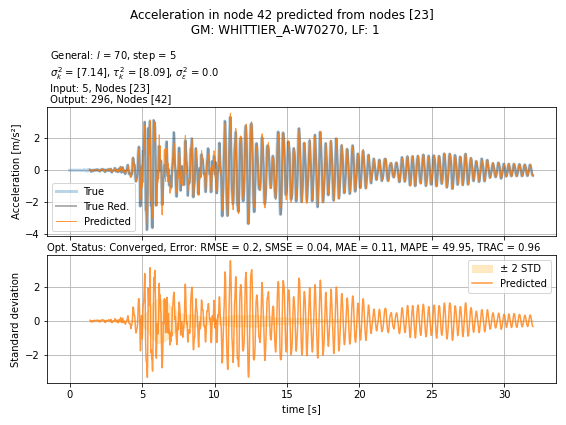 Acceleration in node 42 predicted from nodes [23]
GM: WHITTIER_A-W70270, LF: 1
General: l = 70, step = 5
σ²ₖ = [7.14], τ²ₖ = [8.09], σ²ε = 0.0
Input: 5, Nodes [23]
Output: 296, Nodes [42]
Acceleration [m/s²]
2
0
−2
−4
True
True Red.
Predicted
Opt. Status: Converged, Error: RMSE = 0.2, SMSE = 0.04, MAE = 0.11, MAPE = 49.95, TRAC = 0.96
Standard deviation
2
0
−2
± 2 STD
Predicted
0 5 10 15 20 25 30
time [s]